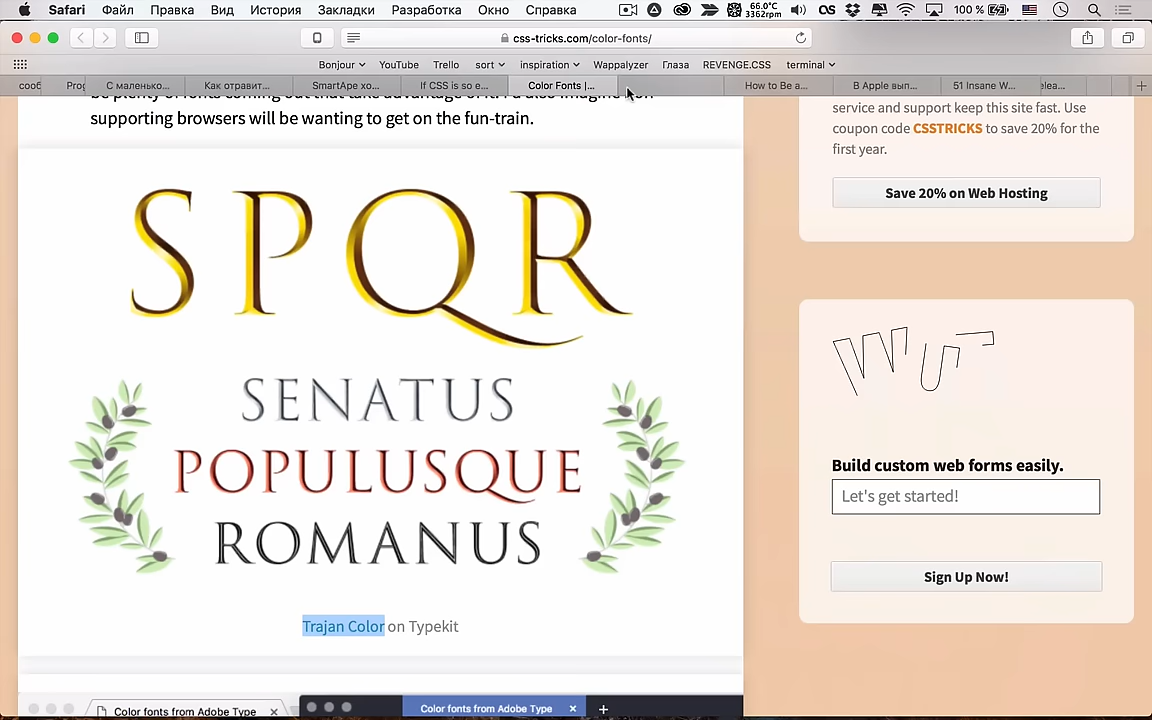 Safari Файл Правка Вид История Закладки Разработка Окно Справка 66.0°C 3362rpm 100 %
css-tricks.com/color-fonts/
Bonjour YouTube Trello sort inspiration Wappalyzer Глаза REVENGE.CSS terminal
С маленько... Как отравит... SmartApe хо... If CSS is so e... Color Fonts |... How to Be a... В Apple вып... 51 Insane W...
supporting browsers will be wanting to get on the fun-train.
SPQR
SENATUS
POPULUSQUE
ROMANUS
Trajan Color on Typekit
Color fonts from Adobe Type
Color fonts from Adobe Type
service and support keep this site fast. Use
coupon code CSSTRICKS to save 20% for the
first year.
Save 20% on Web Hosting
Build custom web forms easily.
Let's get started!
Sign Up Now!